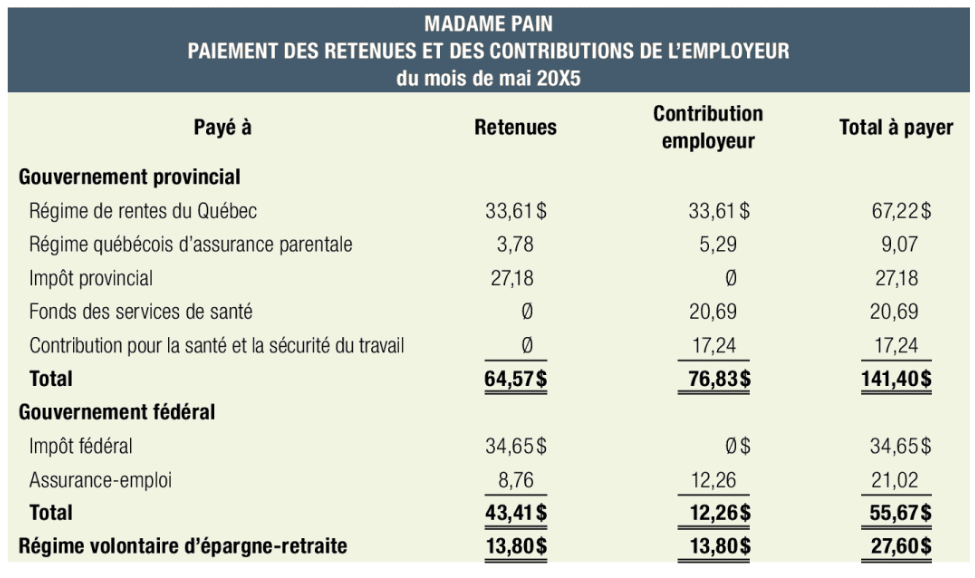 MADAME PAIN
PAIEMENT DES RETENUES ET DES CONTRIBUTIONS DE L'EMPLOYEUR
du mois de mai 20X5
Payé à Retenues Contribution employeur Total à payer
Gouvernement provincial
Régime de rentes du Québec 33,61 $ 33,61 $ 67,22 $
Régime québécois d'assurance parentale 3,78 5,29 9,07
Impôt provincial 27,18 Ø 27,18
Fonds des services de santé Ø 20,69 20,69
Contribution pour la santé et la sécurité du travail Ø 17,24 17,24
Total 64,57 $ 76,83 $ 141,40 $
Gouvernement fédéral
Impôt fédéral 34,65 $ Ø $ 34,65 $
Assurance-emploi 8,76 12,26 21,02
Total 43,41 $ 12,26 $ 55,67 $
Régime volontaire d'épargne-retraite 13,80 $ 13,80 $ 27,60 $